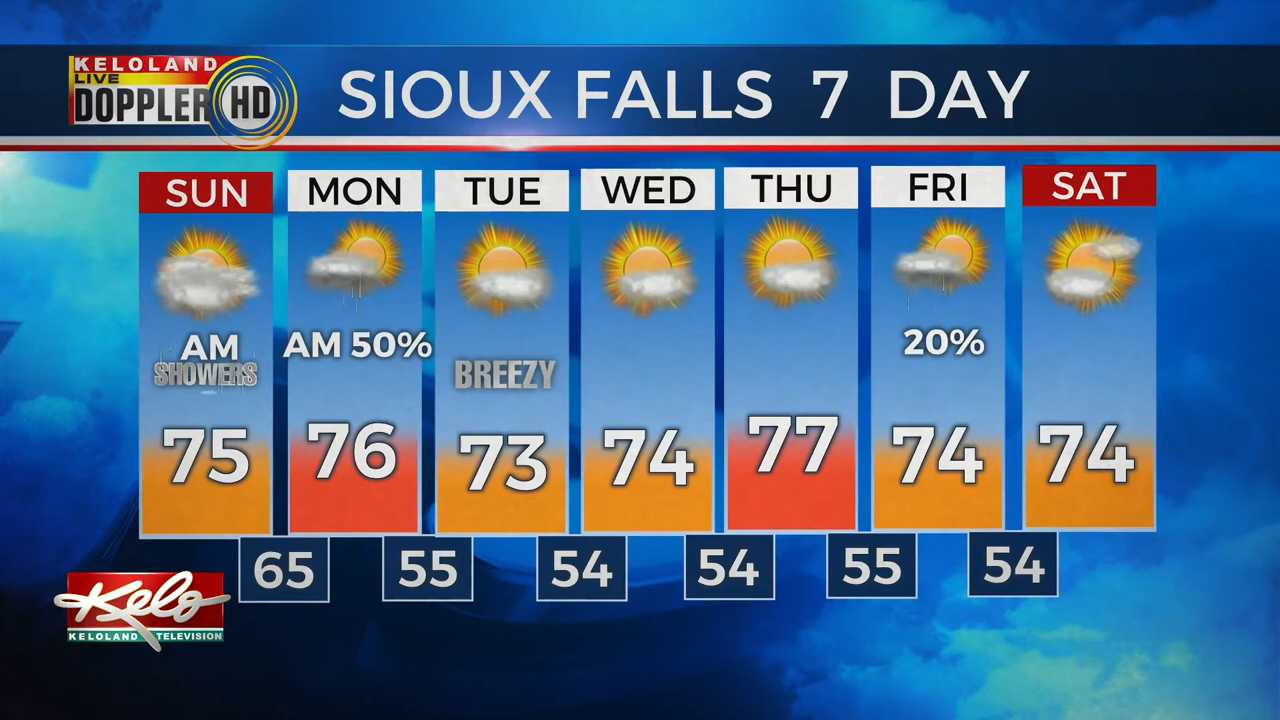 KELOLAND
LIVE
DOPPLER HD
SIOUX FALLS 7 DAY
SUN MON TUE WED THU FRI SAT
AM AM 50% 20%
SHOWERS BREEZY
75 76 73 74 77 74 74
65 55 54 54 55 54
Kelo
KELOLAND TELEVISION